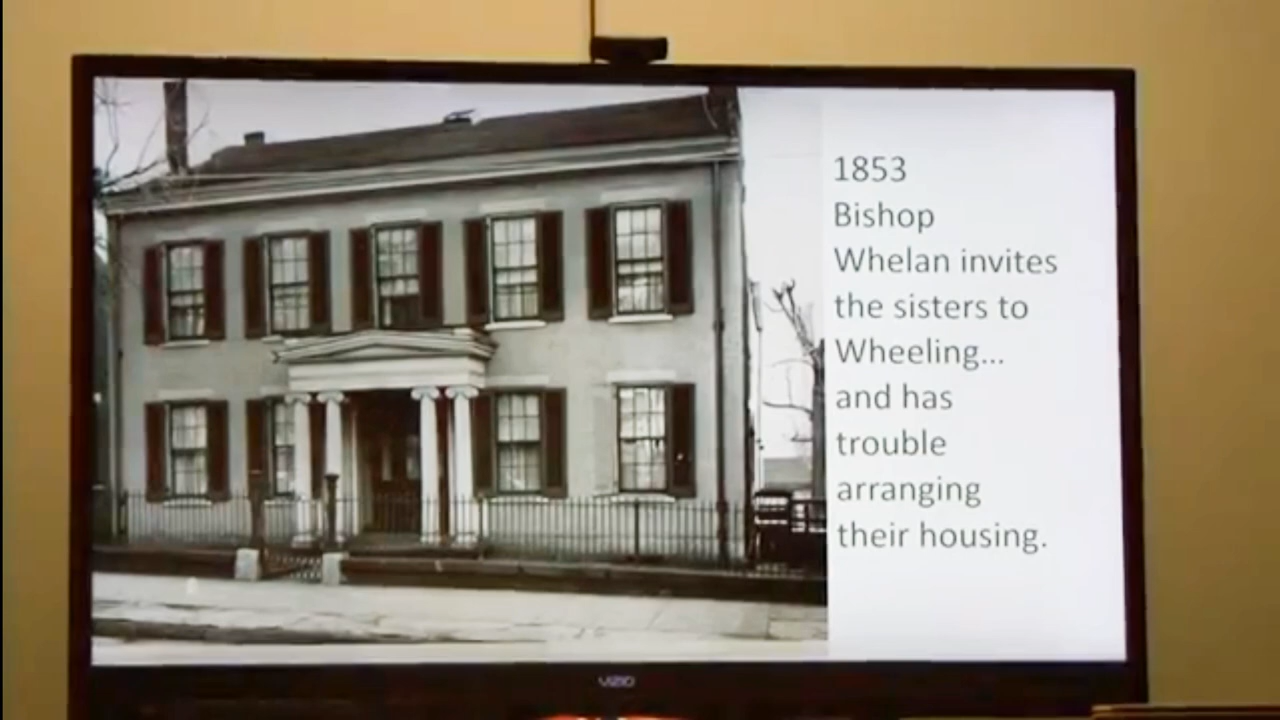 1853
Bishop
Whelan invites
the sisters to
Wheeling...
and has
trouble
arranging
their housing.
VIZIO